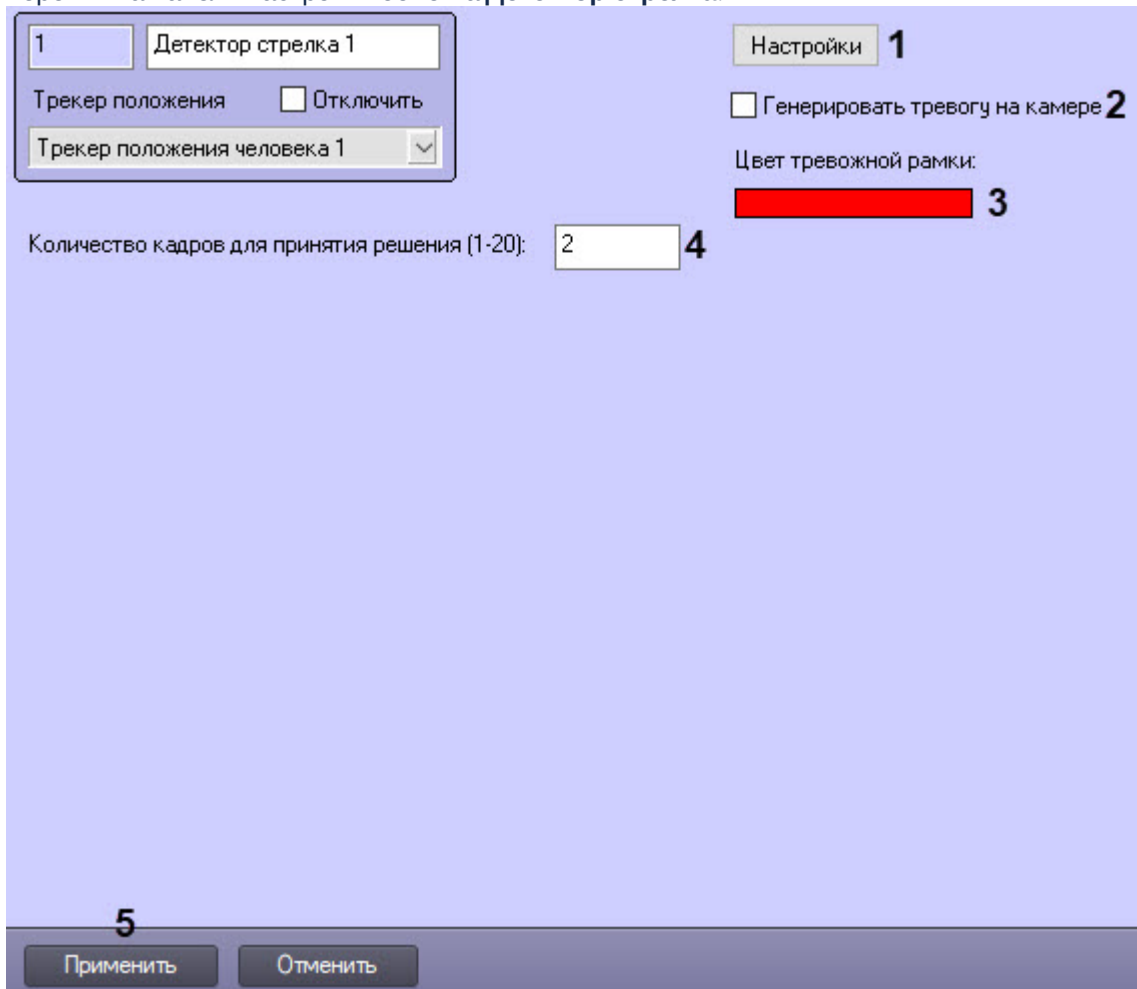 1
Детектор стрелка 1
Трекер положения
Отключить
Трекер положения человека 1
Настройки
1
Генерировать тревогу на камере
2
Цвет тревожной рамки:
3
Количество кадров для принятия решения (1-20):
2
4
5
Применить
Отменить